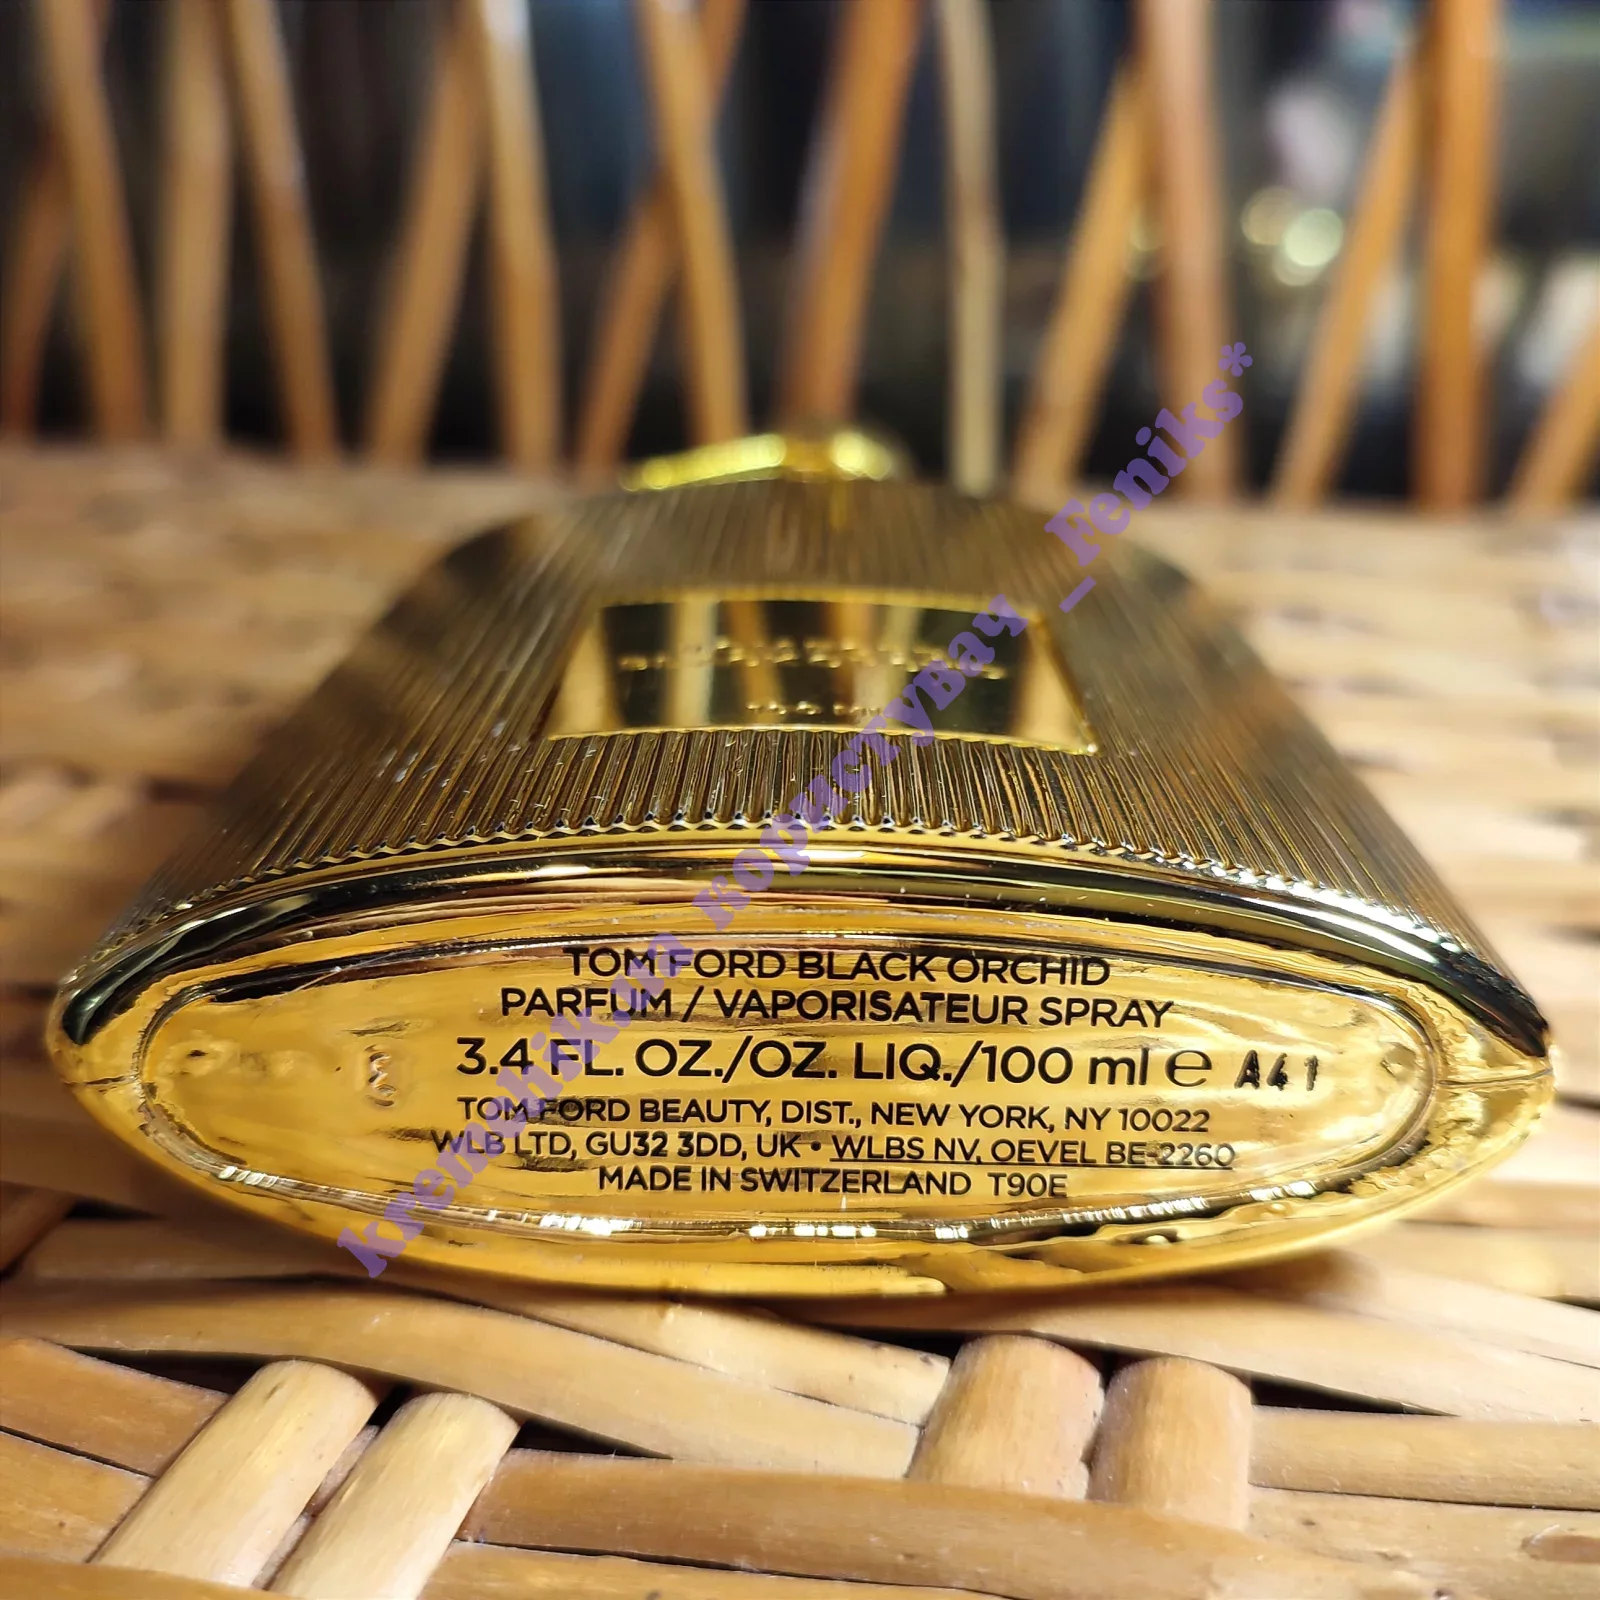 TOM FORD BLACK ORCHID
PARFUM / VAPORISATEUR SPRAY
3.4 FL. OZ./OZ. LIQ./100 ml e A41
TOM FORD BEAUTY, DIST., NEW YORK, NY 10022
WLB LTD, GU32 3DD, UK • WLBS NV, OEVEL BE-2260
MADE IN SWITZERLAND T90E
користувач _Feniks*